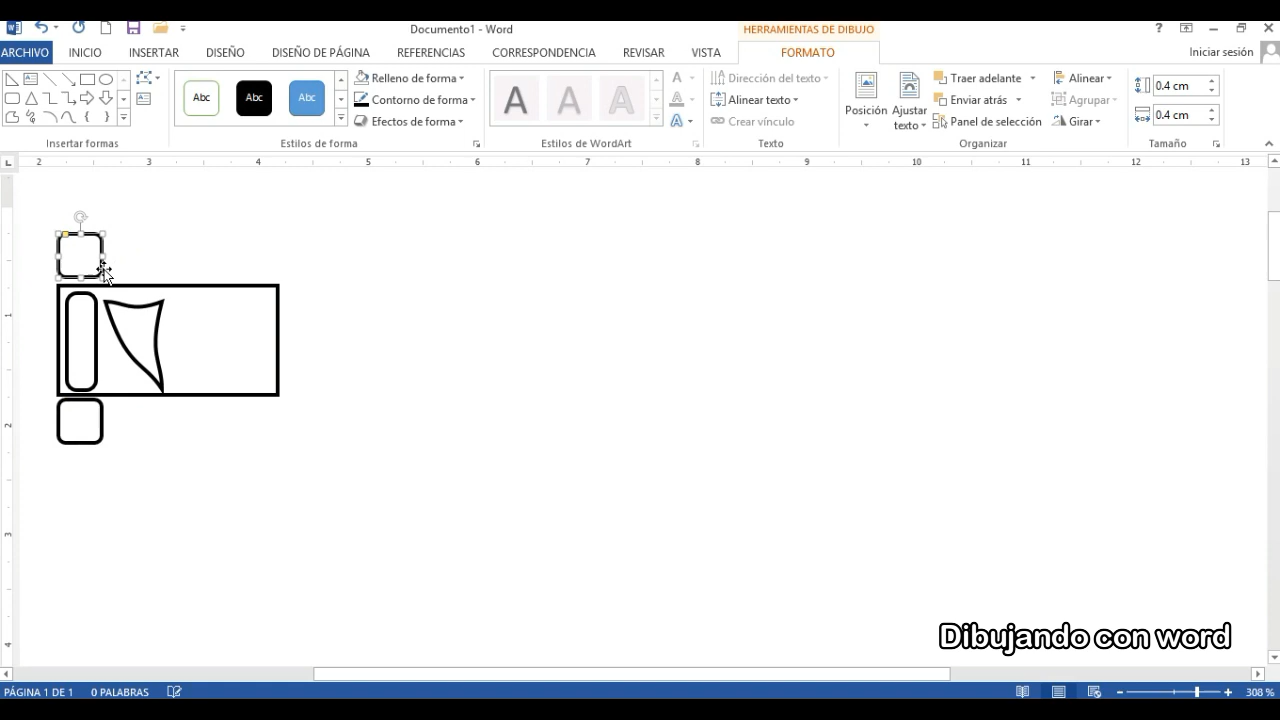 Documento1 - Word
HERRAMIENTAS DE DIBUJO
?
ARCHIVO INICIO INSERTAR DISEÑO DISEÑO DE PÁGINA REFERENCIAS CORRESPONDENCIA REVISAR VISTA FORMATO Iniciar sesión
Abc Abc Abc
Relleno de forma
Contorno de forma
Efectos de forma
A A A
Dirección del texto
Alinear texto
Crear vínculo
Posición
Ajustar texto
Traer adelante
Enviar atrás
Panel de selección
Alinear
Agrupar
Girar
0.4 cm
0.4 cm
Insertar formas Estilos de forma Estilos de WordArt Texto Organizar Tamaño
2 3 4 5 6 7 8 9 10 11 12 13
1
2
3
4
Dibujando con word
PÁGINA 1 DE 1 0 PALABRAS 308 %